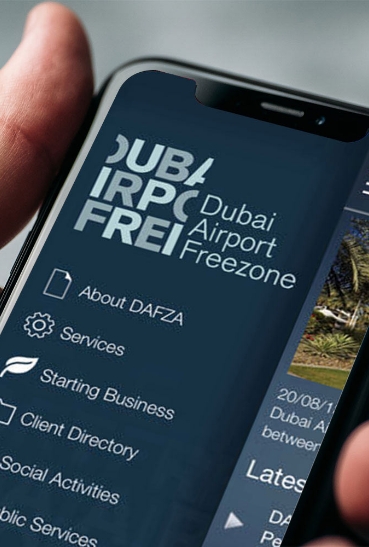 DUBA
IRPO
FREI
Dubai
Airport
Freezone
About DAFZA
Services
Starting Business
Client Directory
Social Activities
blic Services
20/08/1
Dubai A
between
Lates
DA
Pe